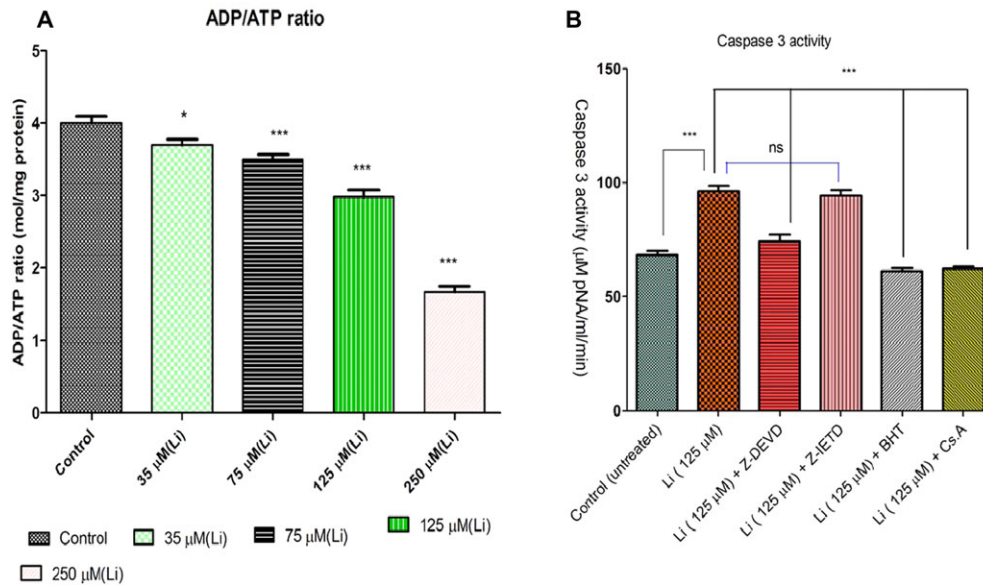 A
ADP/ATP ratio
ADP/ATP ratio (mol/mg protein)
5
4
3
2
1
0
*
***
***
***
Control
35 µM(Li)
75 µM(Li)
125 µM(Li)
250 µM(Li)
Control
35 µM(Li)
75 µM(Li)
125 µM(Li)
250 µM(Li)
B
Caspase 3 activity
Caspase 3 activity (µM pNA/ml/min)
150
100
50
0
***
***
ns
Control (untreated)
Li ( 125 µM)
Li ( 125 µM) + Z-DEVD
Li ( 125 µM) + Z-IETD
Li ( 125 µM) + BHT
Li ( 125 µM) + Cs.A